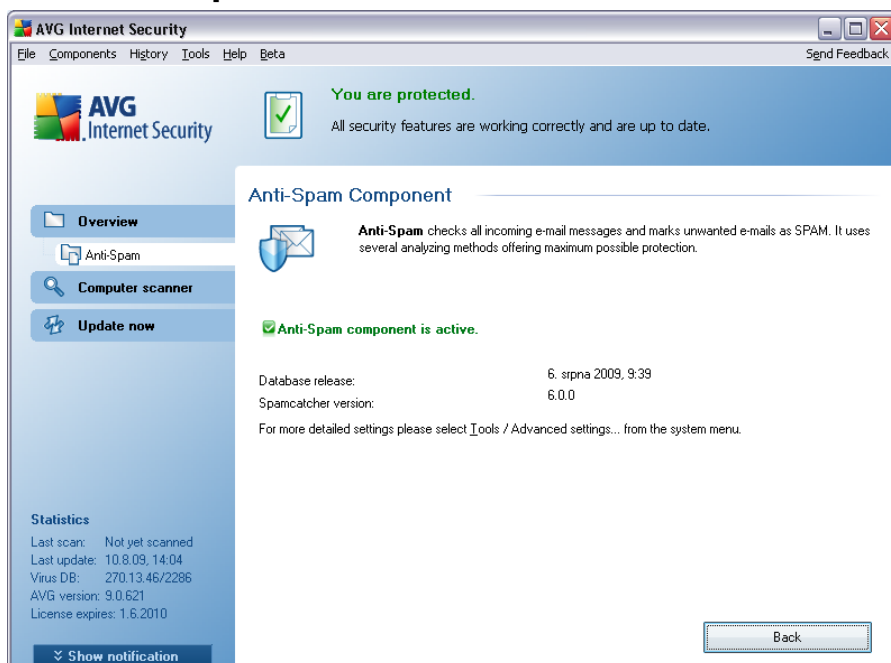 AVG Internet Security
File Components History Tools Help Beta Send Feedback
AVG
Internet Security
You are protected.
All security features are working correctly and are up to date.
Overview
Anti-Spam
Computer scanner
Update now
Anti-Spam Component
Anti-Spam checks all incoming e-mail messages and marks unwanted e-mails as SPAM. It uses
several analyzing methods offering maximum possible protection.
Anti-Spam component is active.
Database release: 6. srpna 2009, 9:39
Spamcatcher version: 6.0.0
For more detailed settings please select Tools / Advanced settings... from the system menu.
Statistics
Last scan: Not yet scanned
Last update: 10.8.09, 14:04
Virus DB: 270.13.46/2286
AVG version: 9.0.621
License expires: 1.6.2010
Show notification
Back